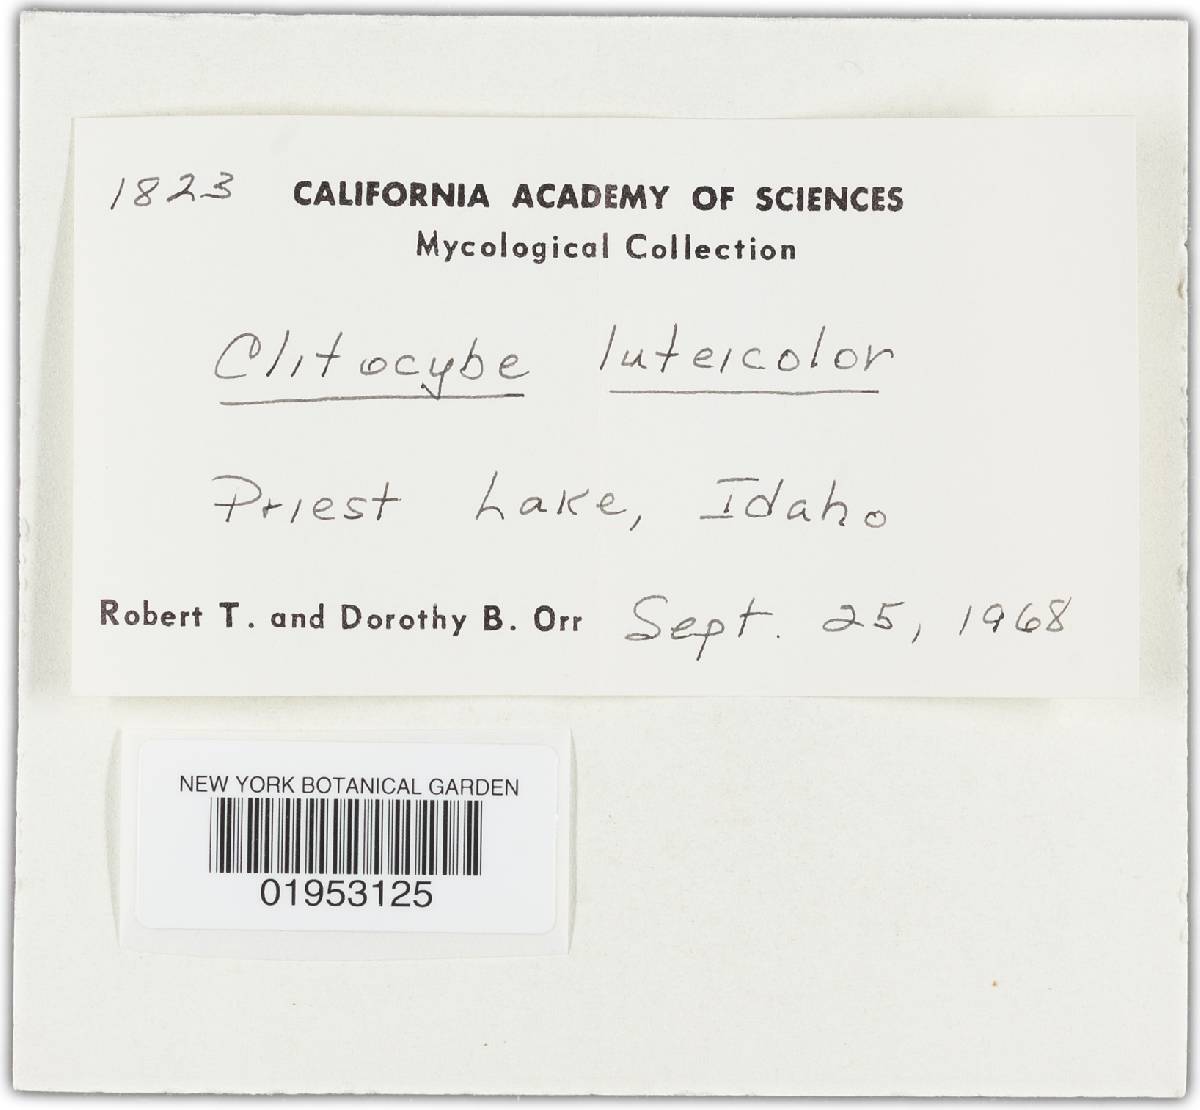 1823 CALIFORNIA ACADEMY OF SCIENCES
Mycological Collection
Clitocybe luteicolor
Priest Lake, Idaho
Robert T. and Dorothy B. Orr Sept. 25, 1968
NEW YORK BOTANICAL GARDEN
01953125